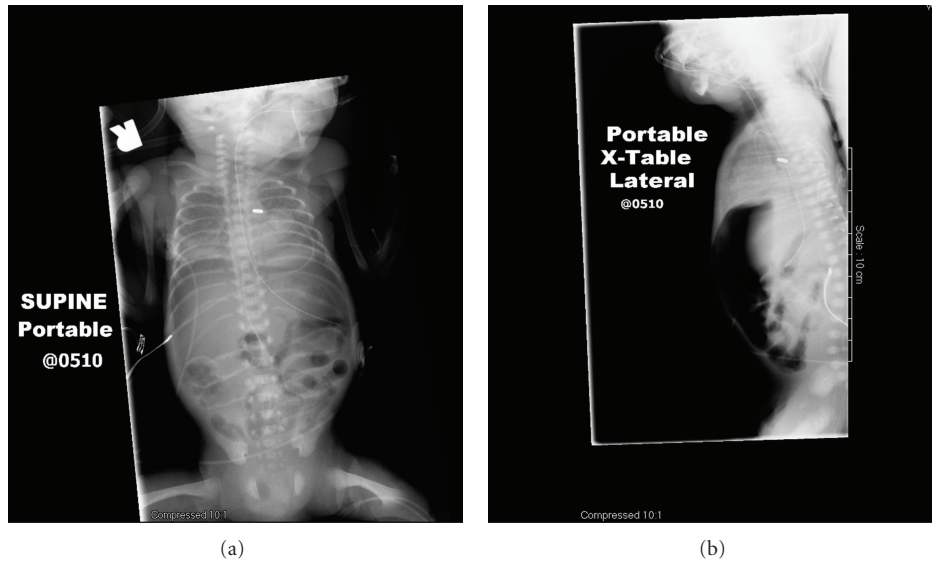 R
SUPINE
Portable
@0510
Compressed 10:1
(a)
Portable
X-Table
Lateral
@0510
Scale : 10 cm
Compressed 10:1
(b)